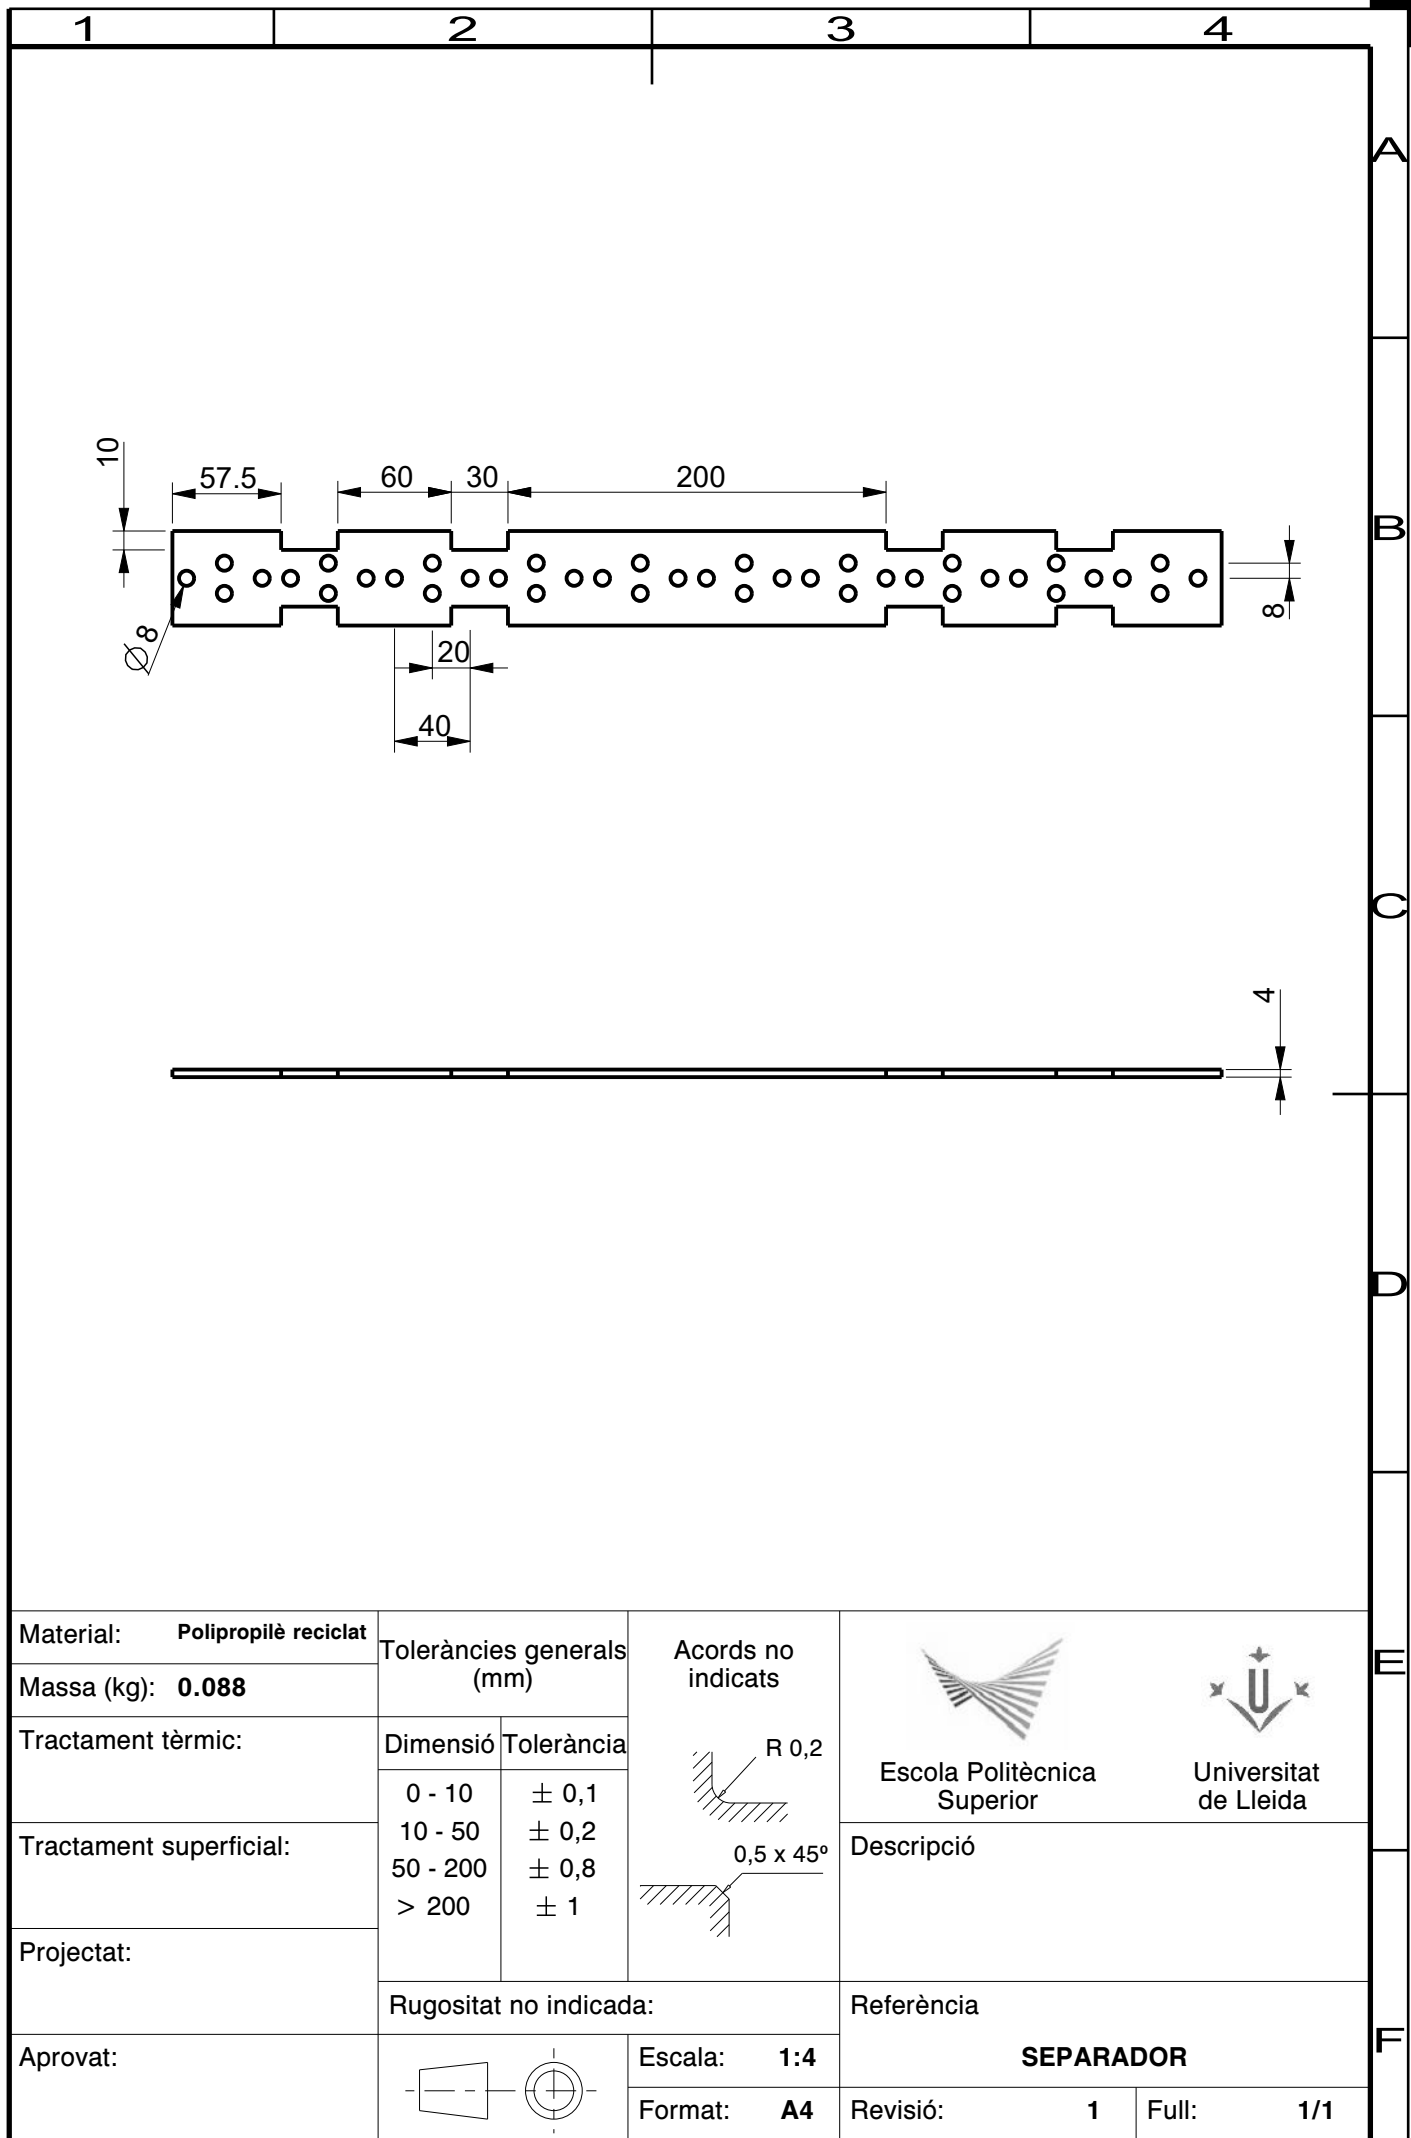 1 2 3 4
A
B
C
D
E
F
10
57.5 60 30 200
8
Ø 8
20
40
4
Material: Polipropilè reciclat
Massa (kg): 0.088
Tractament tèrmic:
Tractament superficial:
Projectat:
Aprovat:
Toleràncies generals
(mm)
Dimensió Tolerància
0 - 10 ± 0,1
10 - 50 ± 0,2
50 - 200 ± 0,8
> 200 ± 1
Acords no
indicats
R 0,2
0,5 x 45º
Rugositat no indicada:
Escala: 1:4
Format: A4
Escola Politècnica
Superior
U
Universitat
de Lleida
Descripció
Referència
SEPARADOR
Revisió: 1
Full: 1/1